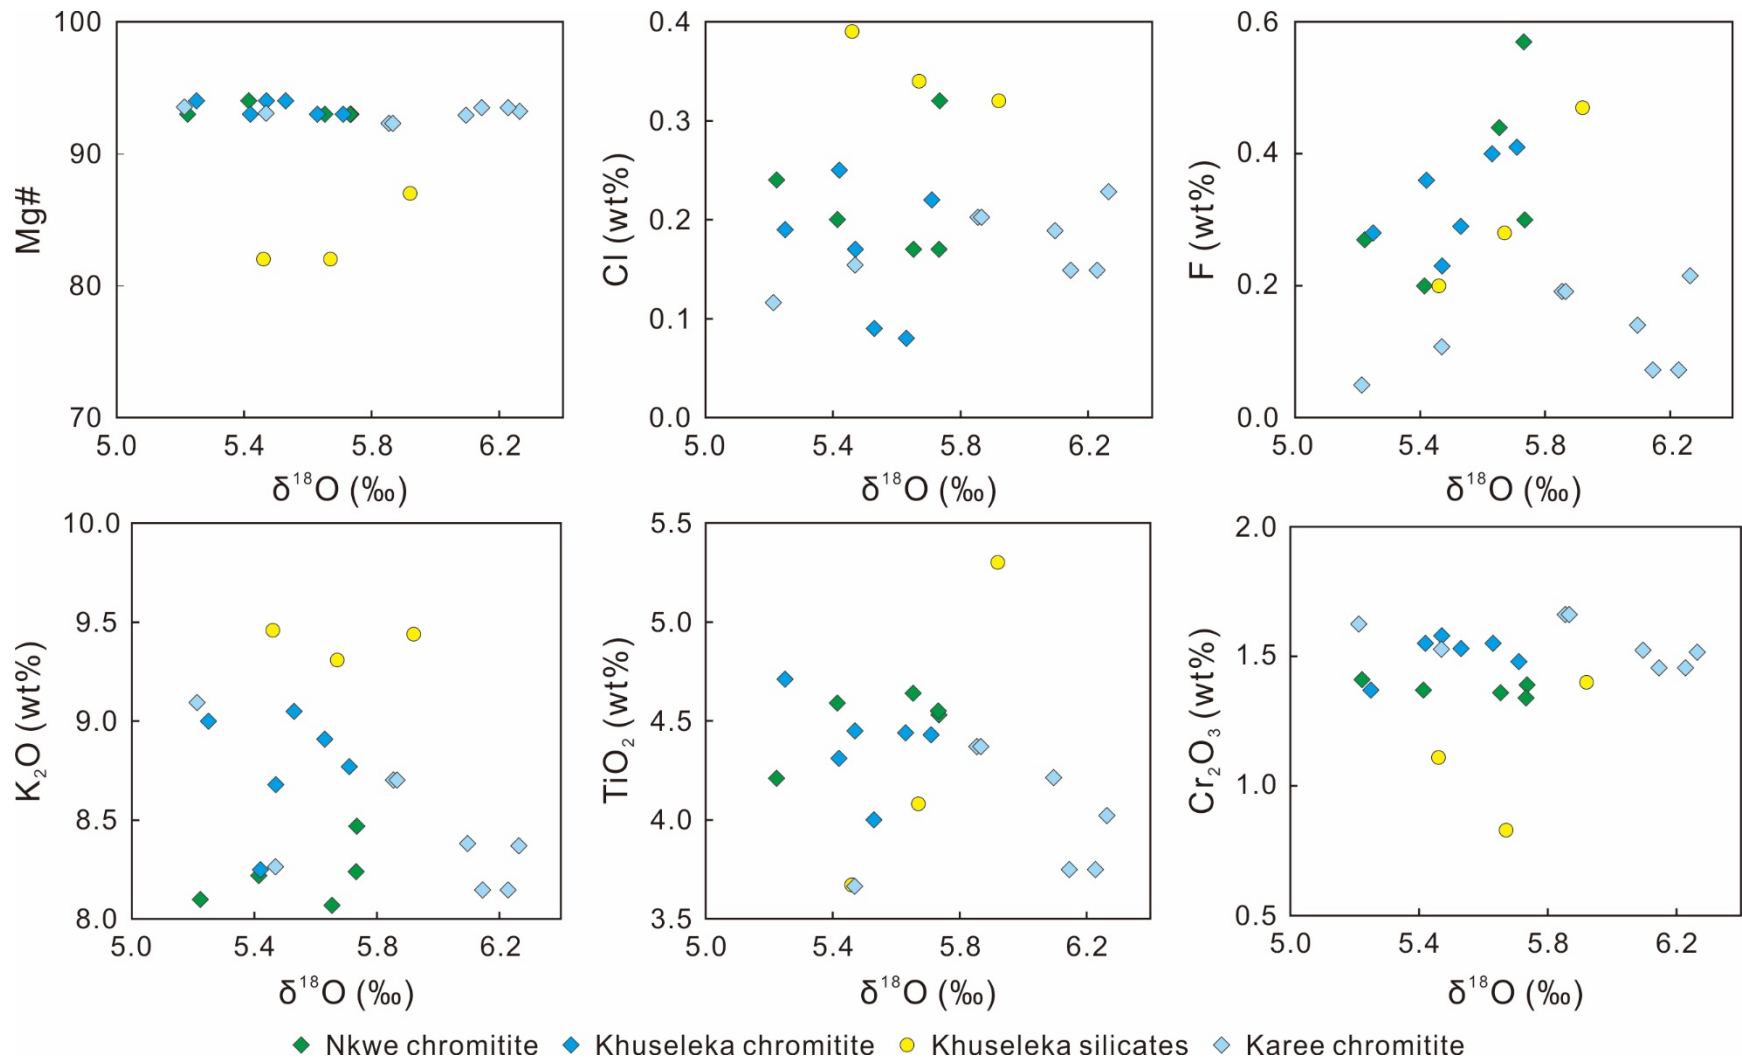 100
90
80
70
Mg#
5.0 5.4 5.8 6.2
δ¹⁸O (‰)
0.4
0.3
0.2
0.1
0.0
Cl (wt%)
5.0 5.4 5.8 6.2
δ¹⁸O (‰)
0.6
0.4
0.2
0.0
F (wt%)
5.0 5.4 5.8 6.2
δ¹⁸O (‰)
10.0
9.5
9.0
8.5
8.0
K₂O (wt%)
5.0 5.4 5.8 6.2
δ¹⁸O (‰)
5.5
5.0
4.5
4.0
3.5
TiO₂ (wt%)
5.0 5.4 5.8 6.2
δ¹⁸O (‰)
2.0
1.5
1.0
0.5
Cr₂O₃ (wt%)
5.0 5.4 5.8 6.2
δ¹⁸O (‰)
Nkwe chromitite Khuseleka chromitite Khuseleka silicates Karee chromitite